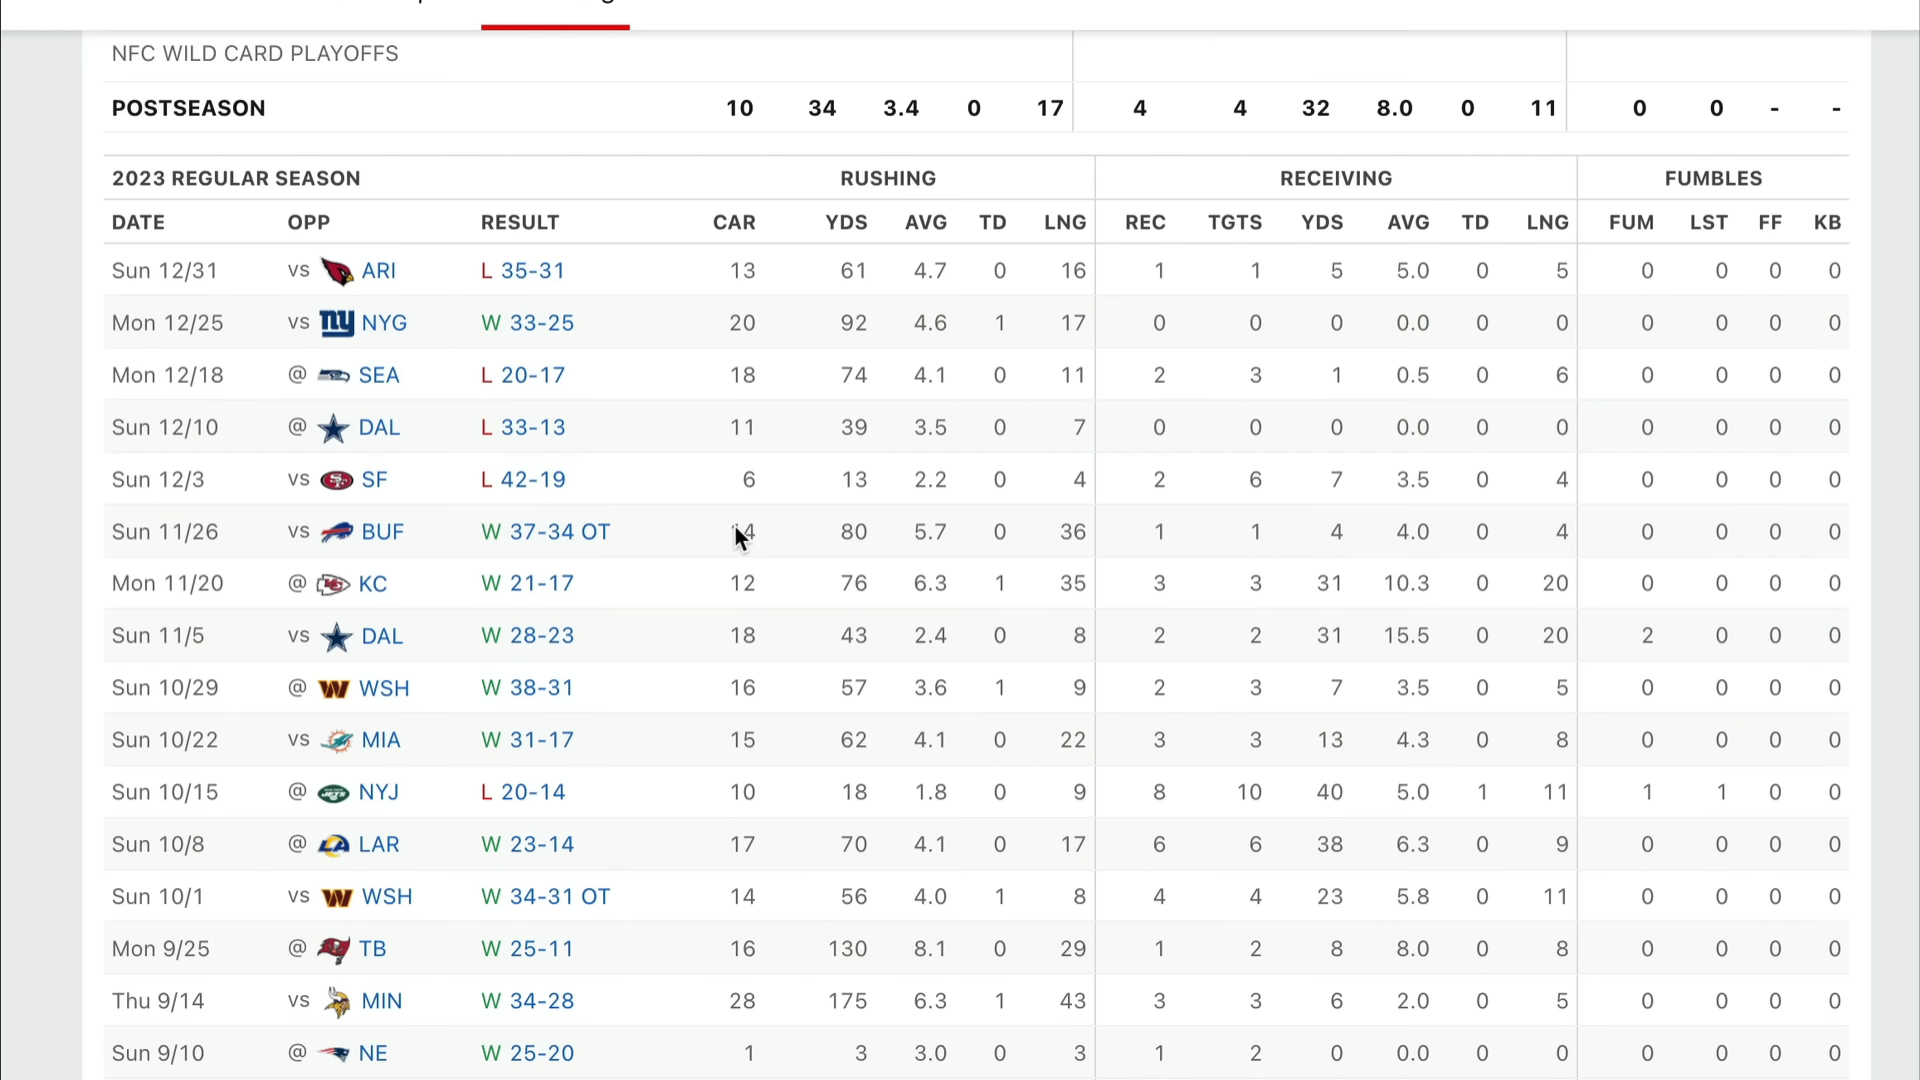 NFC WILD CARD PLAYOFFS
POSTSEASON 10 34 3.4 0 17 4 4 32 8.0 0 11 0 0 - -
2023 REGULAR SEASON RUSHING RECEIVING FUMBLES
DATE OPP RESULT CAR YDS AVG TD LNG REC TGTS YDS AVG TD LNG FUM LST FF KB
Sun 12/31 vs ARI L 35-31 13 61 4.7 0 16 1 1 5 5.0 0 5 0 0 0 0
Mon 12/25 vs ny NYG W 33-25 20 92 4.6 1 17 0 0 0 0.0 0 0 0 0 0 0
Mon 12/18 @ SEA L 20-17 18 74 4.1 0 11 2 3 1 0.5 0 6 0 0 0 0
Sun 12/10 @ DAL L 33-13 11 39 3.5 0 7 0 0 0 0.0 0 0 0 0 0 0
Sun 12/3 vs SF L 42-19 6 13 2.2 0 4 2 6 7 3.5 0 4 0 0 0 0
Sun 11/26 vs BUF W 37-34 OT 14 80 5.7 0 36 1 1 4 4.0 0 4 0 0 0 0
Mon 11/20 @ KC W 21-17 12 76 6.3 1 35 3 3 31 10.3 0 20 0 0 0 0
Sun 11/5 vs DAL W 28-23 18 43 2.4 0 8 2 2 31 15.5 0 20 2 0 0 0
Sun 10/29 @ WSH W 38-31 16 57 3.6 1 9 2 3 7 3.5 0 5 0 0 0 0
Sun 10/22 vs MIA W 31-17 15 62 4.1 0 22 3 3 13 4.3 0 8 0 0 0 0
Sun 10/15 @ NYJ L 20-14 10 18 1.8 0 9 8 10 40 5.0 1 11 1 1 0 0
Sun 10/8 @ LAR W 23-14 17 70 4.1 0 17 6 6 38 6.3 0 9 0 0 0 0
Sun 10/1 vs WSH W 34-31 OT 14 56 4.0 1 8 4 4 23 5.8 0 11 0 0 0 0
Mon 9/25 @ TB W 25-11 16 130 8.1 0 29 1 2 8 8.0 0 8 0 0 0 0
Thu 9/14 vs MIN W 34-28 28 175 6.3 1 43 3 3 6 2.0 0 5 0 0 0 0
Sun 9/10 @ NE W 25-20 1 3 3.0 0 3 1 2 0 0.0 0 0 0 0 0 0